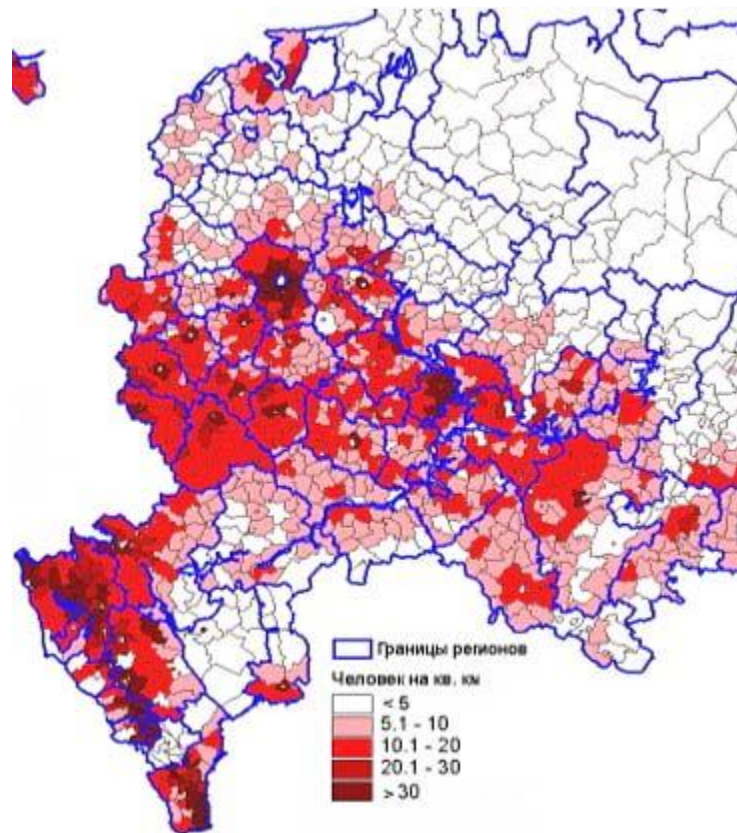 Границы регионов
Человек на кв. км
< 5
5.1 - 10
10.1 - 20
20.1 - 30
> 30